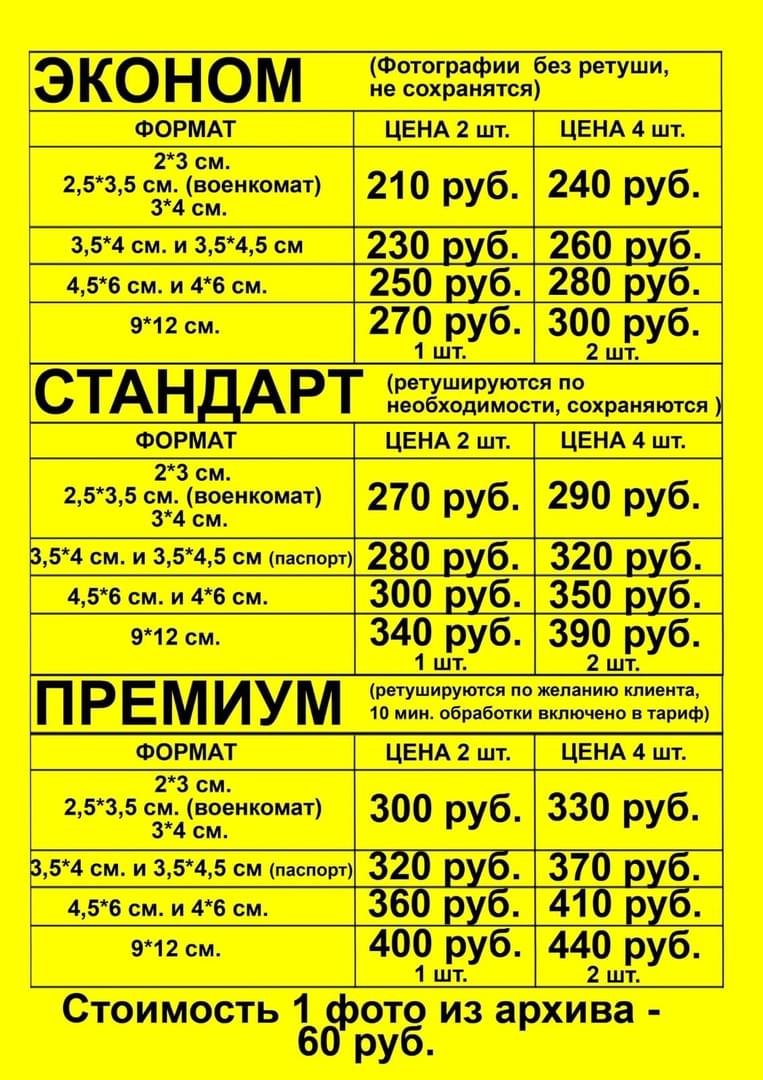 ЭКОНОМ
(Фотографии без ретуши,
не сохранятся)
ФОРМАТ ЦЕНА 2 шт. ЦЕНА 4 шт.
2*3 см.
2,5*3,5 см. (военкомат)
3*4 см.
210 руб. 240 руб.
3,5*4 см. и 3,5*4,5 см 230 руб. 260 руб.
4,5*6 см. и 4*6 см. 250 руб. 280 руб.
9*12 см. 270 руб. 300 руб.
1 шт. 2 шт.
СТАНДАРТ
(ретушируются по
необходимости, сохраняются )
ФОРМАТ ЦЕНА 2 шт. ЦЕНА 4 шт.
2*3 см.
2,5*3,5 см. (военкомат)
3*4 см.
270 руб. 290 руб.
3,5*4 см. и 3,5*4,5 см (паспорт) 280 руб. 320 руб.
4,5*6 см. и 4*6 см. 300 руб. 350 руб.
9*12 см. 340 руб. 390 руб.
1 шт. 2 шт.
ПРЕМИУМ
(ретушируются по желанию клиента,
10 мин. обработки включено в тариф)
ФОРМАТ ЦЕНА 2 шт. ЦЕНА 4 шт.
2*3 см.
2,5*3,5 см. (военкомат)
3*4 см.
300 руб. 330 руб.
3,5*4 см. и 3,5*4,5 см (паспорт) 320 руб. 370 руб.
4,5*6 см. и 4*6 см. 360 руб. 410 руб.
9*12 см. 400 руб. 440 руб.
1 шт. 2 шт.
Стоимость 1 фото из архива -
60 руб.